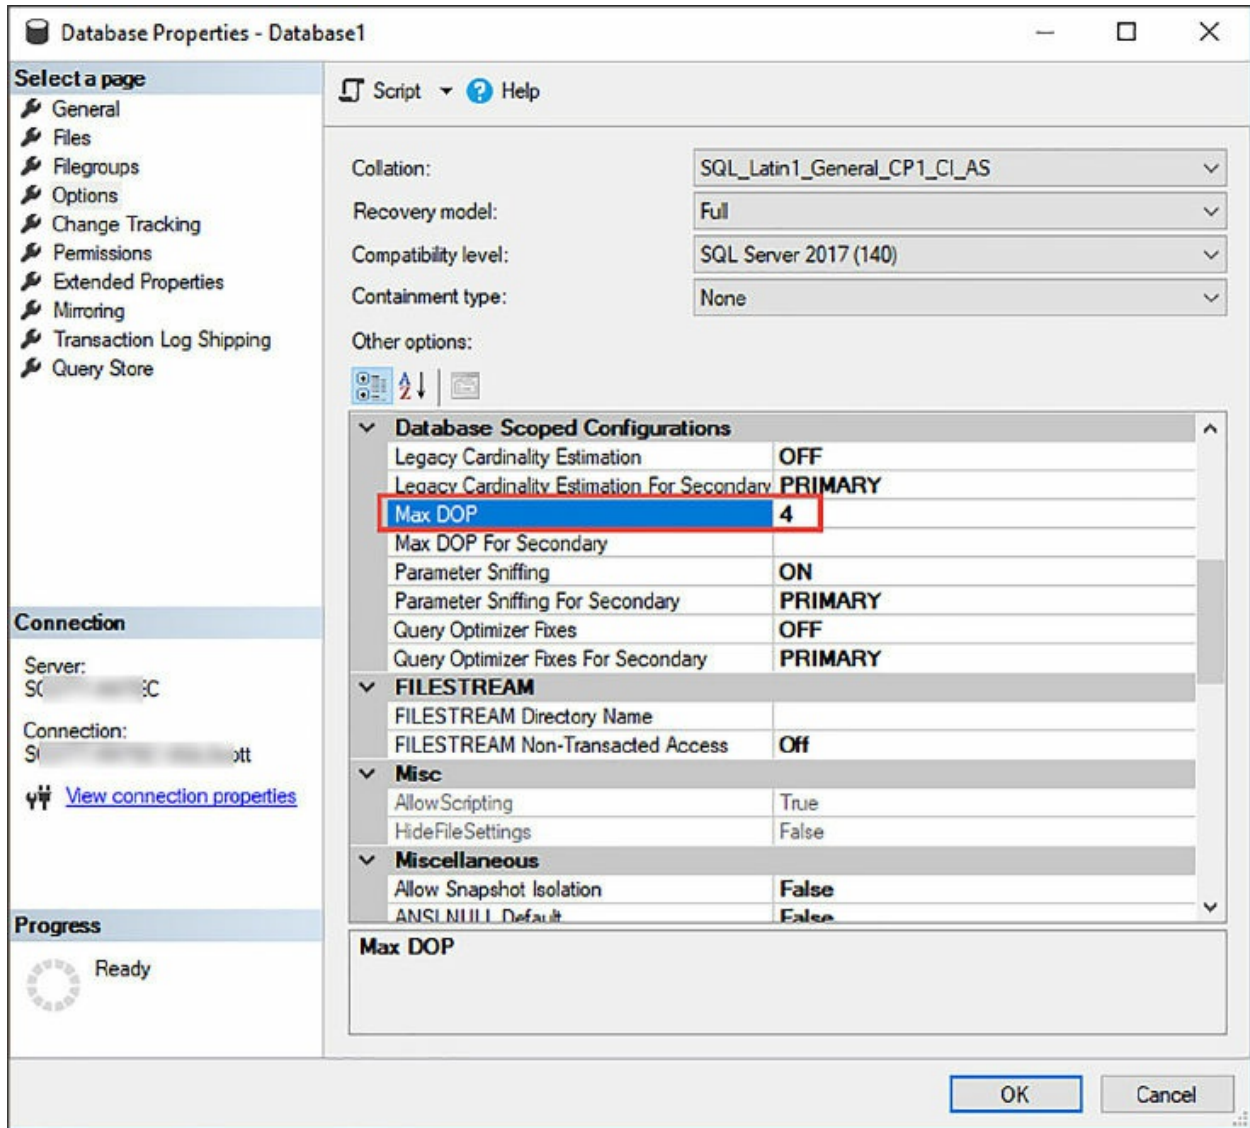 Database Properties - Database1
Select a page
General
Files
Filegroups
Options
Change Tracking
Permissions
Extended Properties
Mirroring
Transaction Log Shipping
Query Store
Connection
Server:
Connection:
View connection properties
Progress
Ready
Script Help
Collation: SQL_Latin1_General_CP1_CI_AS
Recovery model: Full
Compatibility level: SQL Server 2017 (140)
Containment type: None
Other options:
Database Scoped Configurations
Legacy Cardinality Estimation OFF
Legacy Cardinality Estimation For Secondary PRIMARY
Max DOP 4
Max DOP For Secondary
Parameter Sniffing ON
Parameter Sniffing For Secondary PRIMARY
Query Optimizer Fixes OFF
Query Optimizer Fixes For Secondary PRIMARY
FILESTREAM
FILESTREAM Directory Name
FILESTREAM Non-Transacted Access Off
Misc
AllowScripting True
HideFileSettings False
Miscellaneous
Allow Snapshot Isolation False
ANSI NULL Default False
Max DOP
OK Cancel